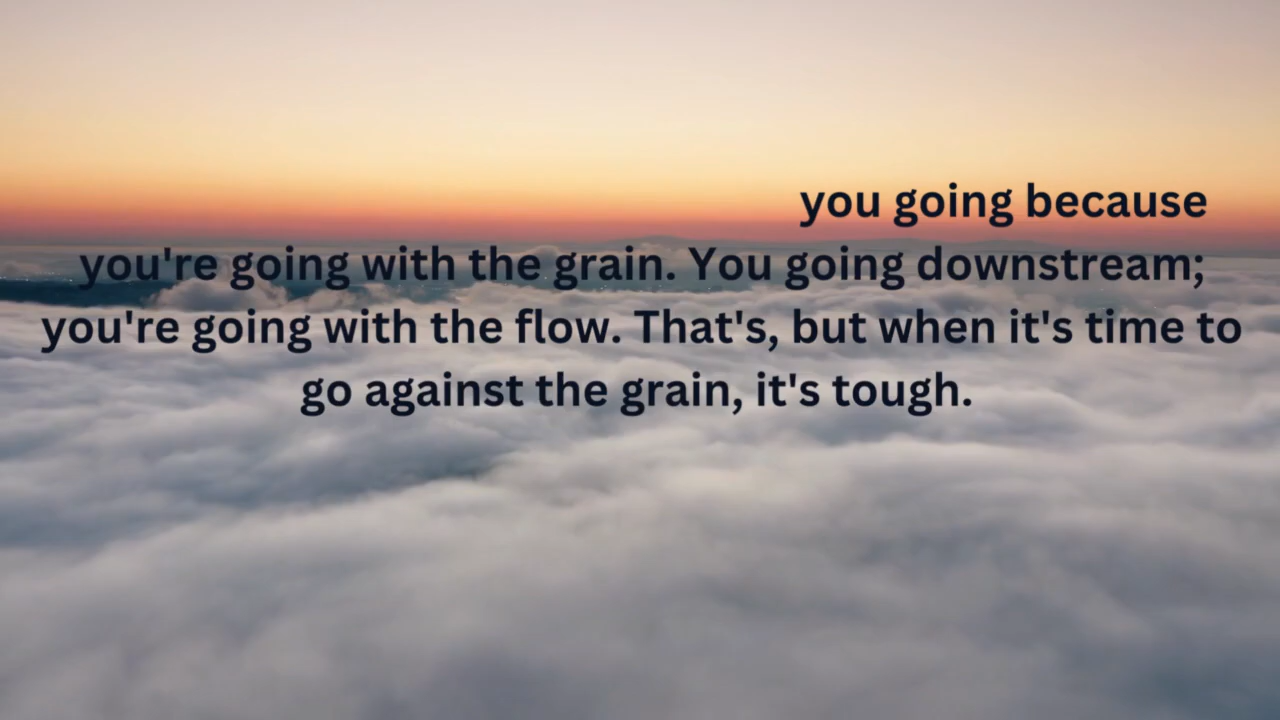 you going because
you're going with the grain. You going downstream;
you're going with the flow. That's, but when it's time to
go against the grain, it's tough.